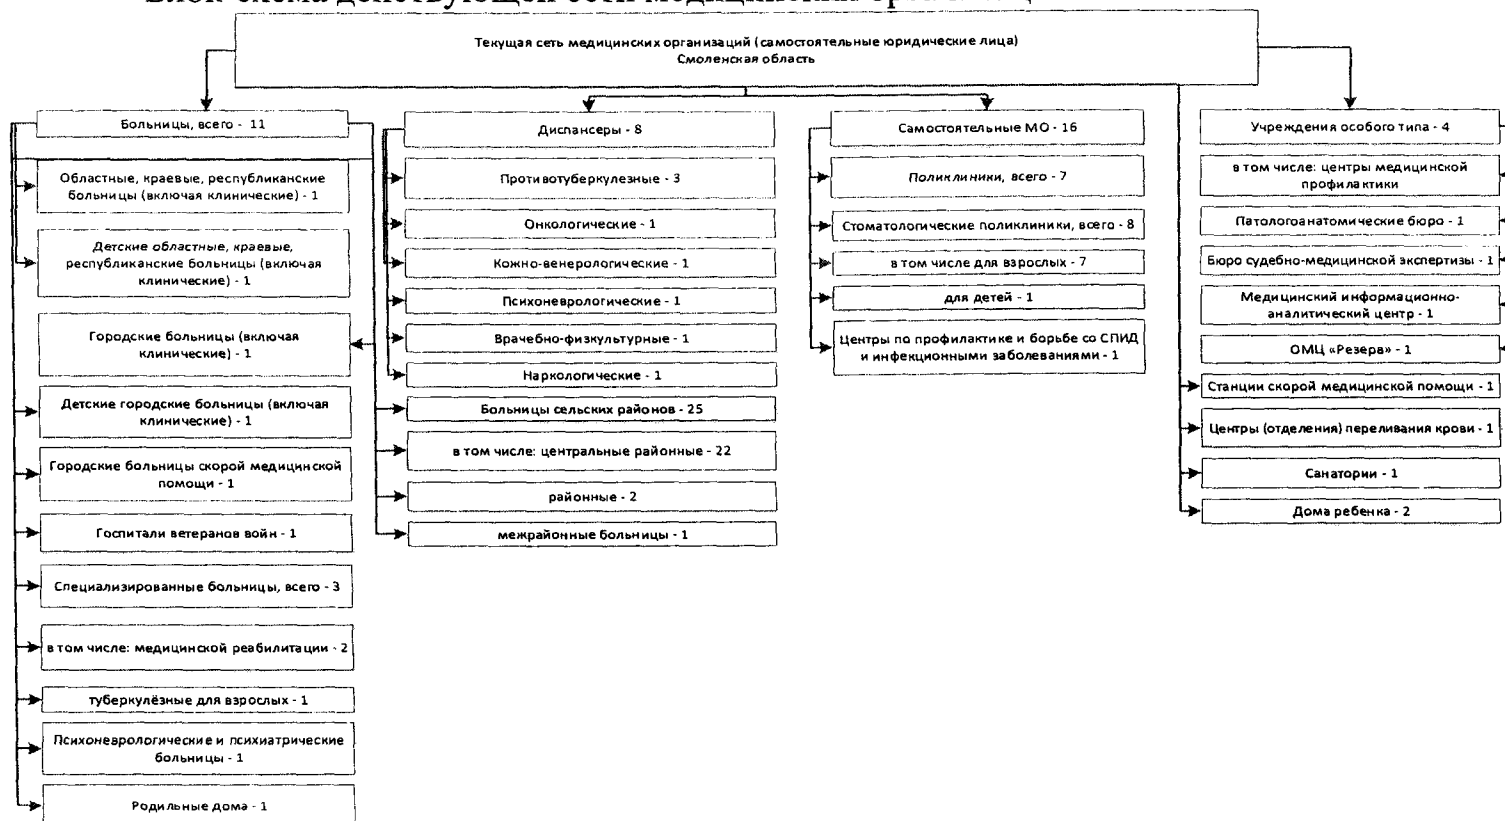 Блок-схема действующей сети медицинских
Текущая сеть медицинских организаций (самостоятельные юридические лица)
Смоленская область
Больницы, всего - 11
Областные, краевые, республиканские
больницы (включая клинические) - 1
Детские областные, краевые,
республиканские больницы (включая
клинические) - 1
Городские больницы (включая
клинические) - 1
Детские городские больницы (включая
клинические) - 1
Городские больницы скорой медицинской
помощи - 1
Госпитали ветеранов войн - 1
Специализированные больницы, всего - 3
в том числе: медицинской реабилитации - 2
туберкулёзные для взрослых - 1
Психоневрологические и психиатрические
больницы - 1
Родильные дома - 1
Диспансеры - 8
Противотуберкулезные - 3
Онкологические - 1
Кожно-венерологические - 1
Психоневрологические - 1
Врачебно-физкультурные - 1
Наркологические - 1
Больницы сельских районов - 25
в том числе: центральные районные - 22
районные - 2
межрайонные больницы - 1
Самостоятельные МО - 16
Поликлиники, всего - 7
Стоматологические поликлиники, всего - 8
в том числе для взрослых - 7
для детей - 1
Центры по профилактике и борьбе со СПИД
и инфекционными заболеваниями - 1
Учреждения особого типа - 4
в том числе: центры медицинской
профилактики
Патологоанатомические бюро - 1
Бюро судебно-медицинской экспертизы - 1
Медицинский информационно-
аналитический центр - 1
ОМЦ «Резерв» - 1
Станции скорой медицинской помощи - 1
Центры (отделения) переливания крови - 1
Санатории - 1
Дома ребенка - 2